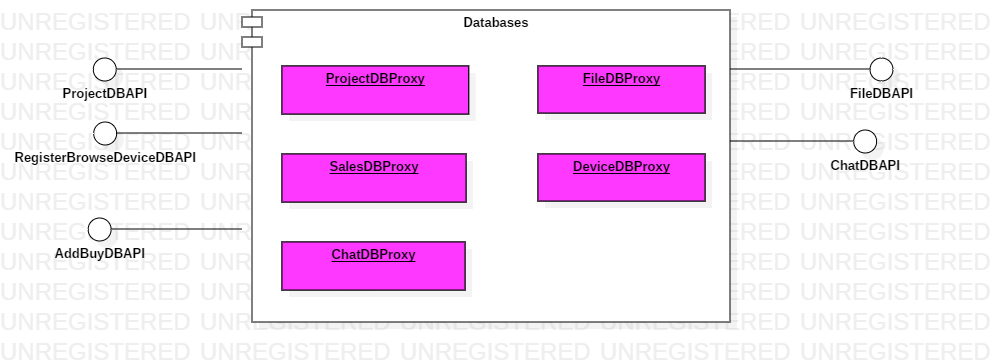 Databases
ProjectDBProxy
FileDBProxy
ProjectDBAPI
FileDBAPI
RegisterBrowseDeviceDBAPI
SalesDBProxy
DeviceDBProxy
ChatDBAPI
AddBuyDBAPI
ChatDBProxy
UNREGISTERED